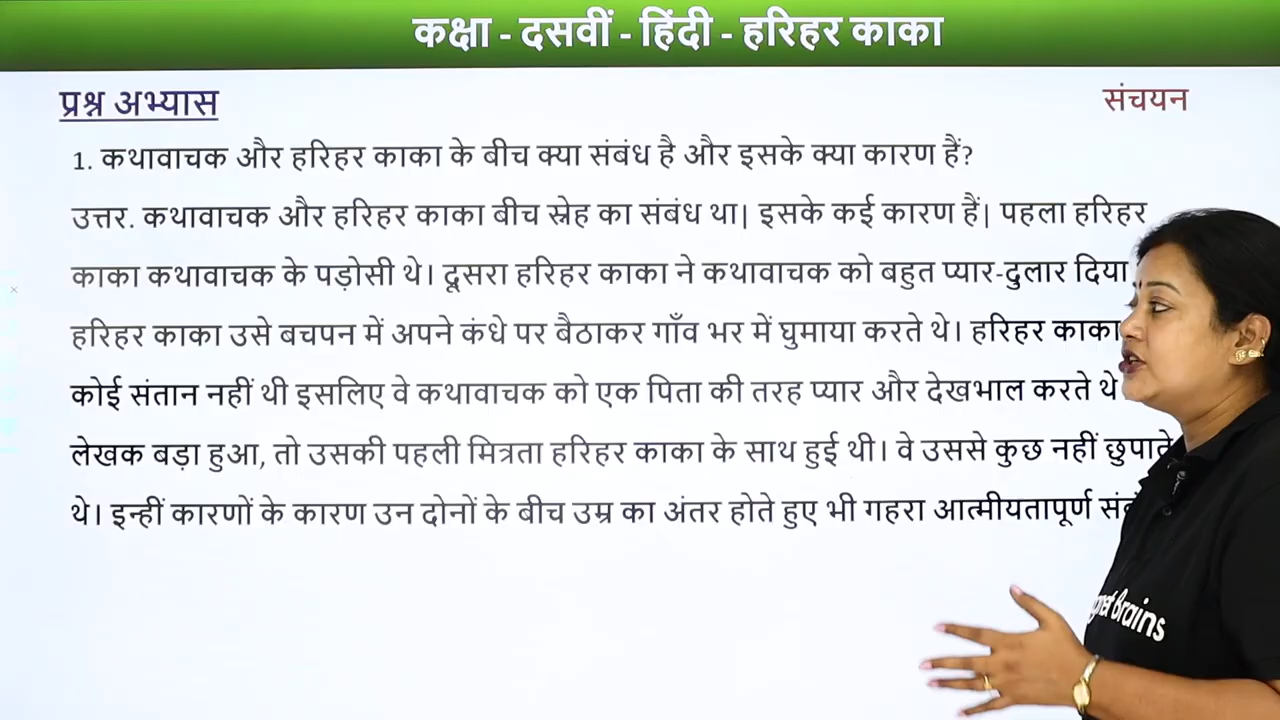 कक्षा - दसवीं - हिंदी - हरिहर काका
प्रश्न अभ्यास
संचयन
1. कथावाचक और हरिहर काका के बीच क्या संबंध है और इसके क्या कारण हैं?
उत्तर. कथावाचक और हरिहर काका बीच स्नेह का संबंध था| इसके कई कारण हैं| पहला हरिहर
काका कथावाचक के पड़ोसी थे। दूसरा हरिहर काका ने कथावाचक को बहुत प्यार-दुलार दिया
हरिहर काका उसे बचपन में अपने कंधे पर बैठाकर गाँव भर में घुमाया करते थे। हरिहर काका
कोई संतान नहीं थी इसलिए वे कथावाचक को एक पिता की तरह प्यार और देखभाल करते थे
लेखक बड़ा हुआ, तो उसकी पहली मित्रता हरिहर काका के साथ हुई थी। वे उससे कुछ नहीं छुपाते
थे। इन्हीं कारणों के कारण उन दोनों के बीच उम्र का अंतर होते हुए भी गहरा आत्मीयतापूर्ण
Brains